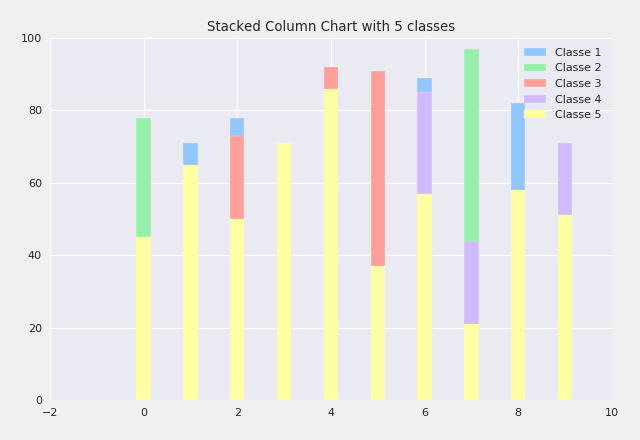 Stacked Column Chart with 5 classes
100
80
60
40
20
0
Classe 1
Classe 2
Classe 3
Classe 4
Classe 5
−2 0 2 4 6 8 10